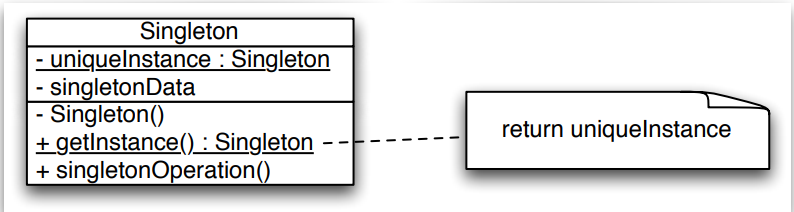 Singleton
- uniqueInstance : Singleton
- singletonData
- Singleton()
+ getInstance() : Singleton
+ singletonOperation()
return uniqueInstance